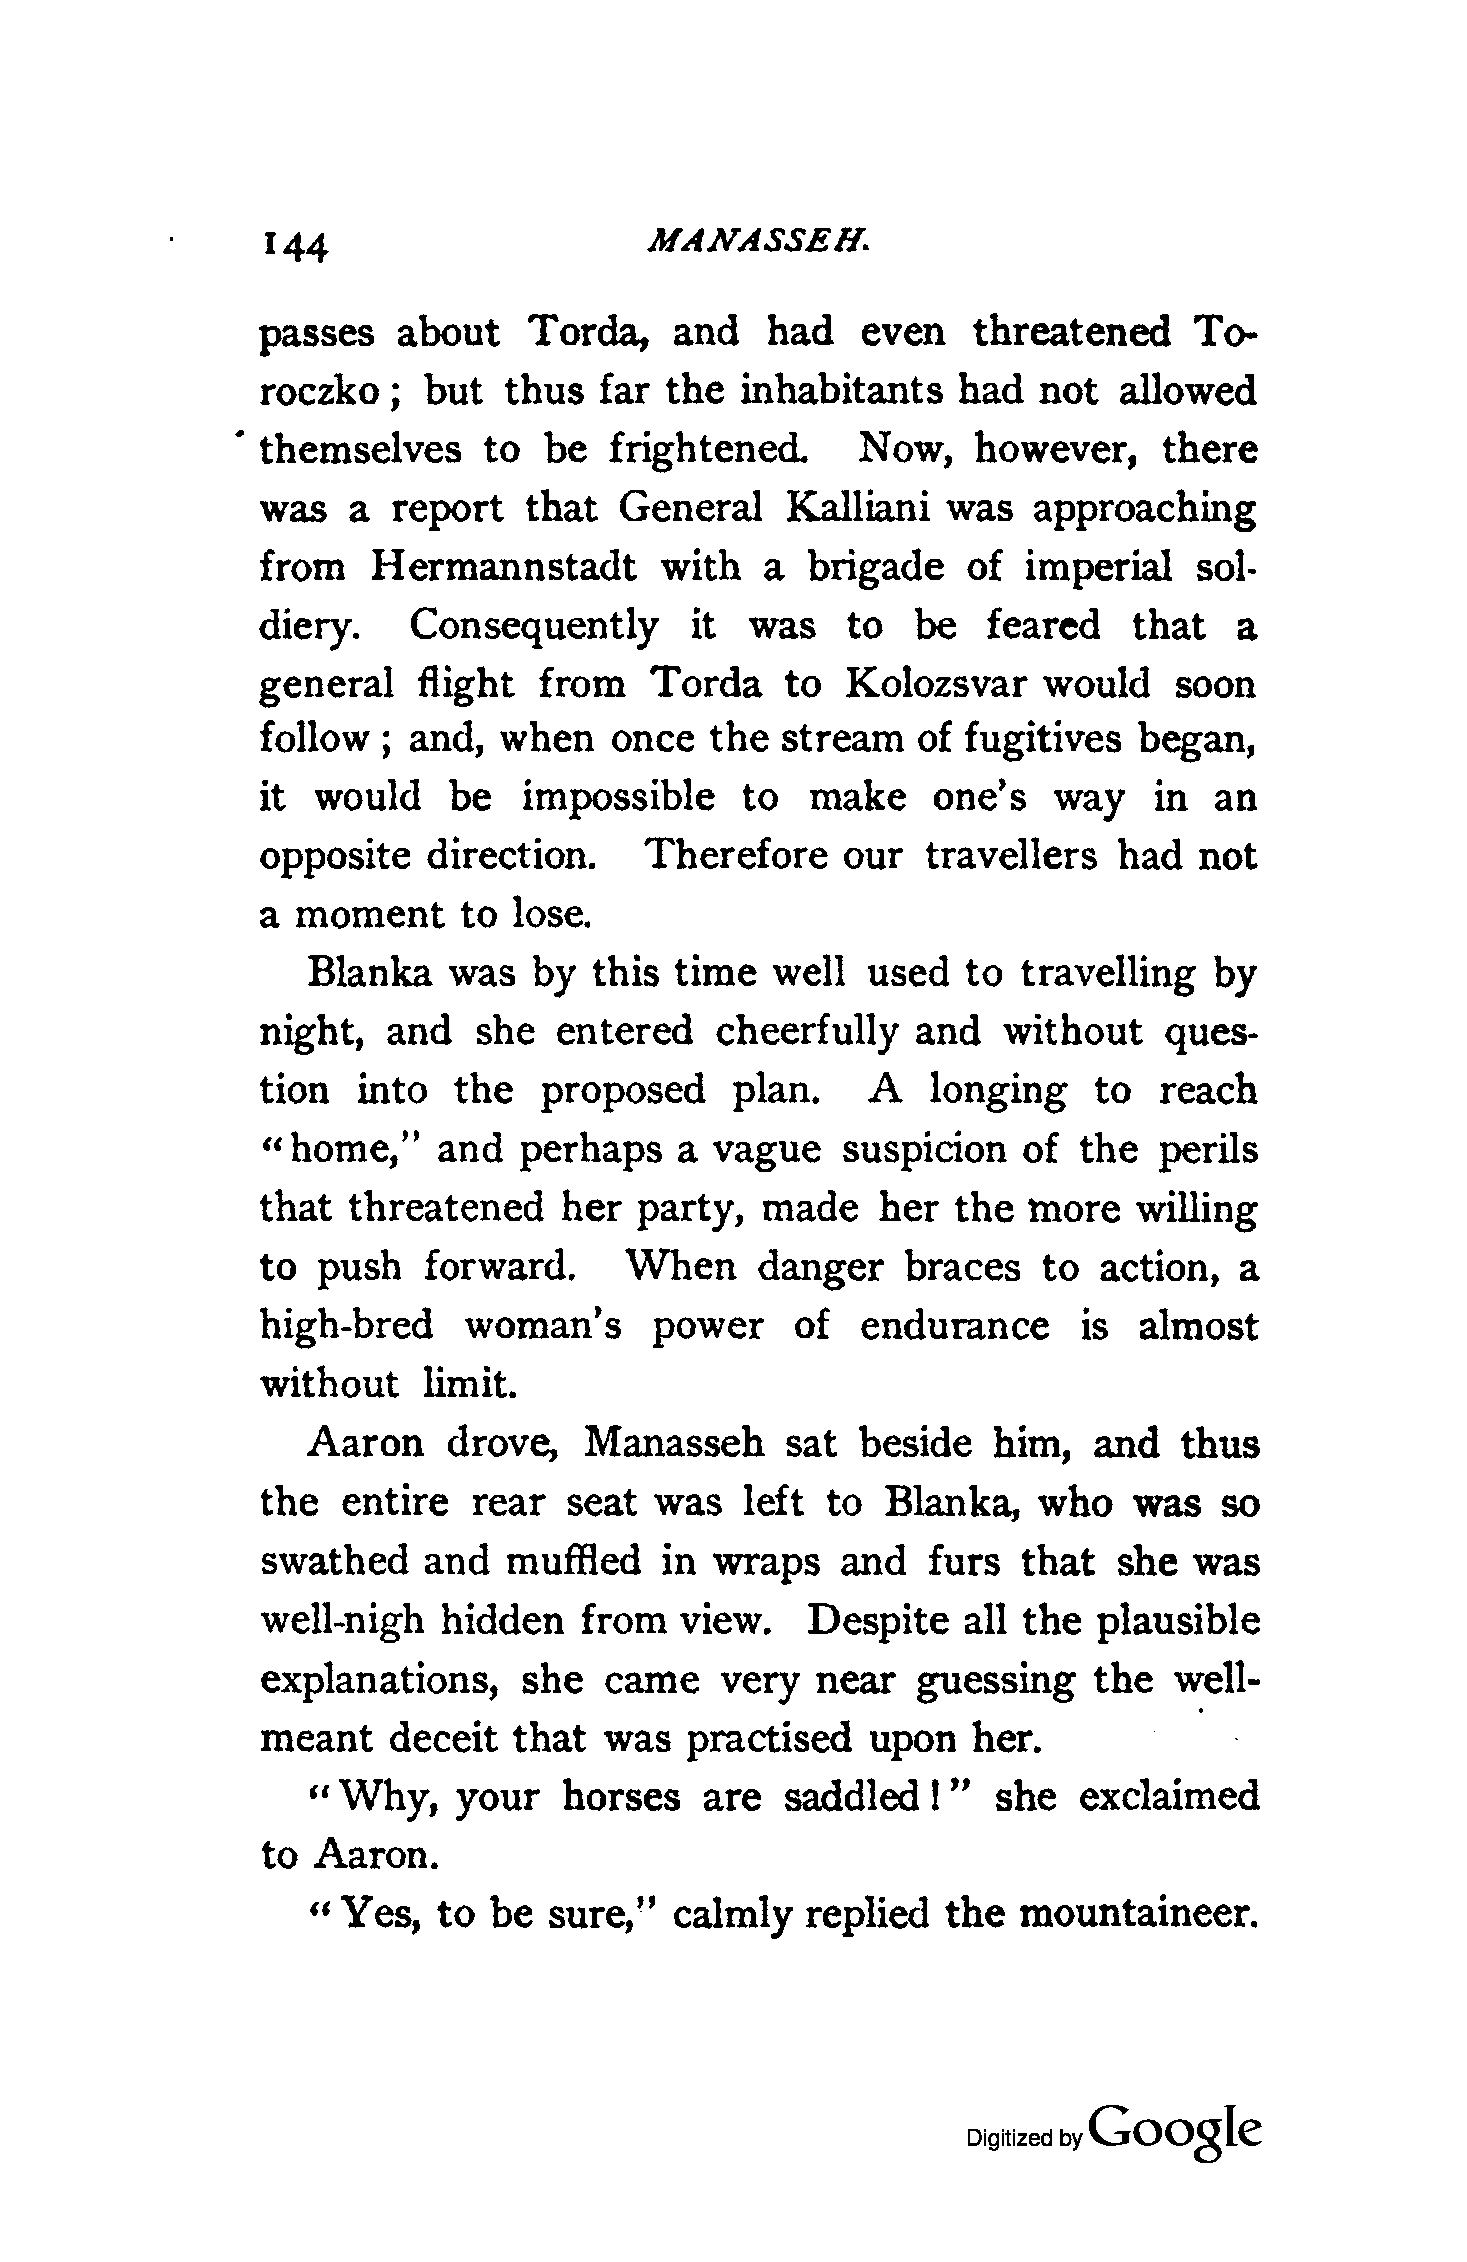 144 MANASSEH.
passes about Torda, and had even threatened To-
roczko; but thus far the inhabitants had not allowed
themselves to be frightened. Now, however, there
was a report that General Kalliani was approaching
from Hermannstadt with a brigade of imperial sol-
diery. Consequently it was to be feared that a
general flight from Torda to Kolozsvar would soon
follow; and, when once the stream of fugitives began,
it would be impossible to make one's way in an
opposite direction. Therefore our travellers had not
a moment to lose.
Blanka was by this time well used to travelling by
night, and she entered cheerfully and without ques-
tion into the proposed plan. A longing to reach
"home," and perhaps a vague suspicion of the perils
that threatened her party, made her the more willing
to push forward. When danger braces to action, a
high-bred woman's power of endurance is almost
without limit.
Aaron drove, Manasseh sat beside him, and thus
the entire rear seat was left to Blanka, who was so
swathed and muffled in wraps and furs that she was
well-nigh hidden from view. Despite all the plausible
explanations, she came very near guessing the well-
meant deceit that was practised upon her.
"Why, your horses are saddled!" she exclaimed
to Aaron.
"Yes, to be sure," calmly replied the mountaineer.
Digitized by Google